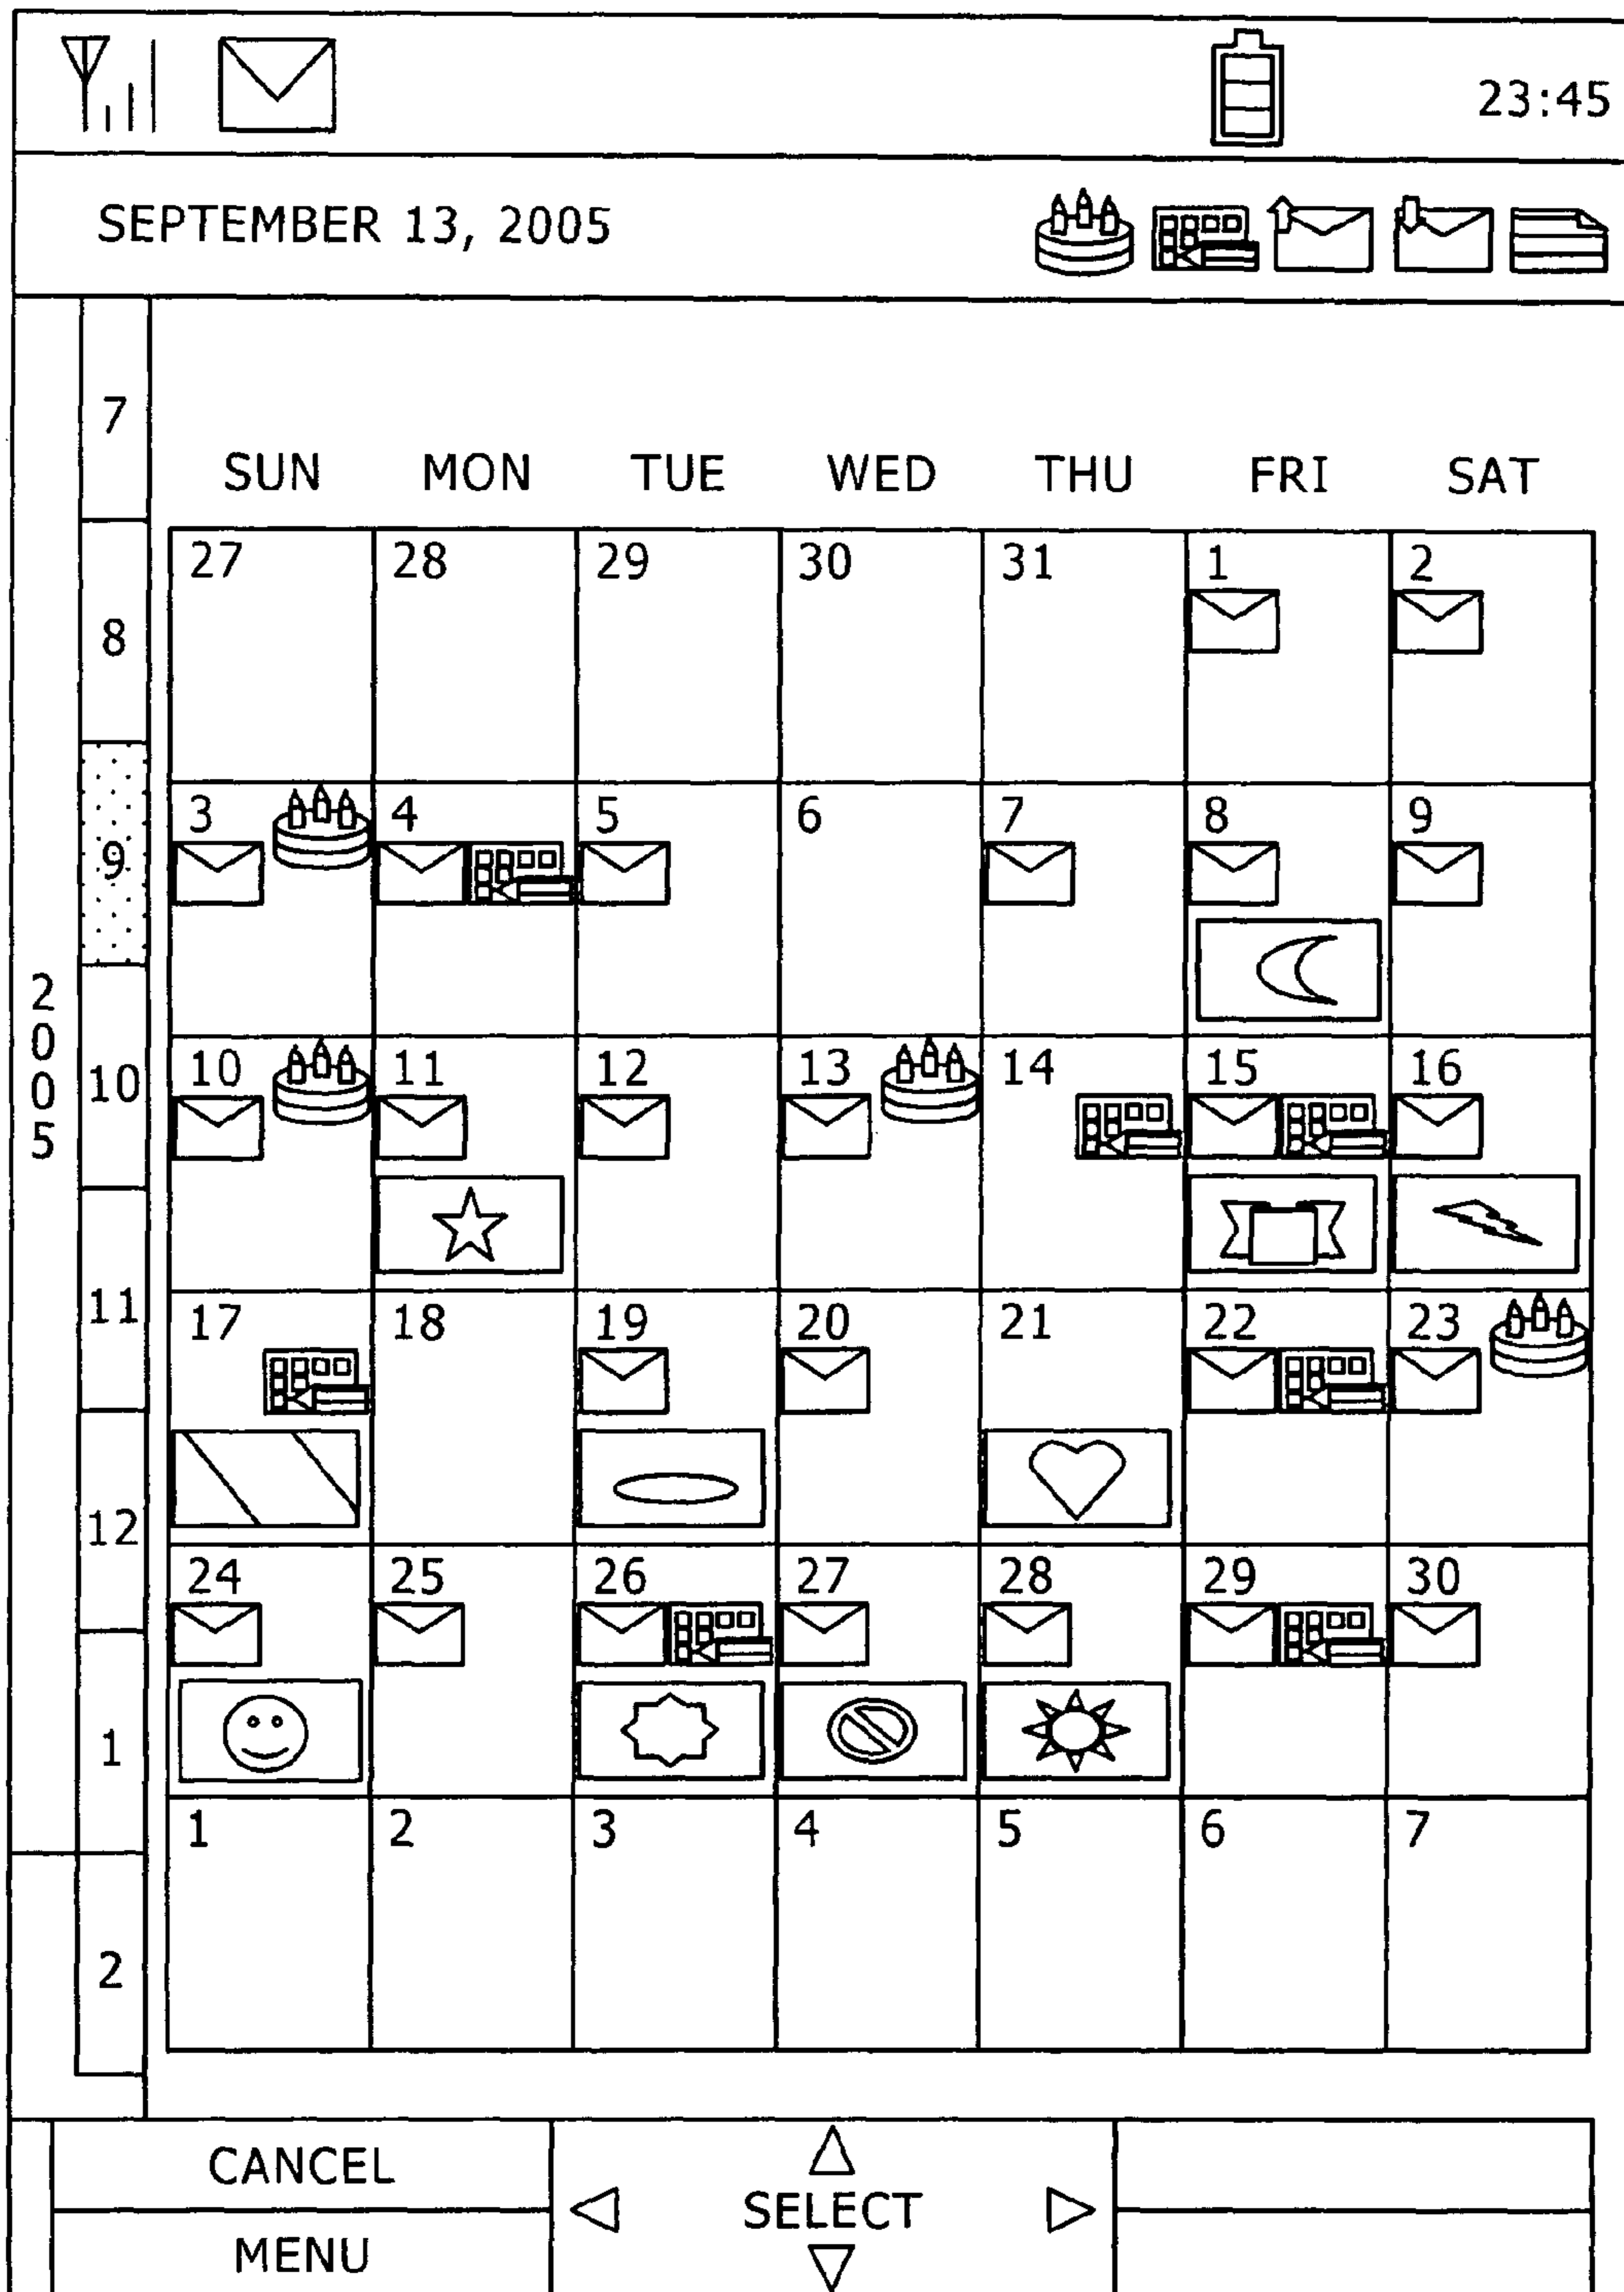 23:45
SEPTEMBER 13, 2005
2005
7
8
9
10
11
12
1
2
SUN MON TUE WED THU FRI SAT
27 28 29 30 31 1 2
3 4 5 6 7 8 9
10 11 12 13 14 15 16
17 18 19 20 21 22 23
24 25 26 27 28 29 30
1 2 3 4 5 6 7
CANCEL
SELECT
MENU